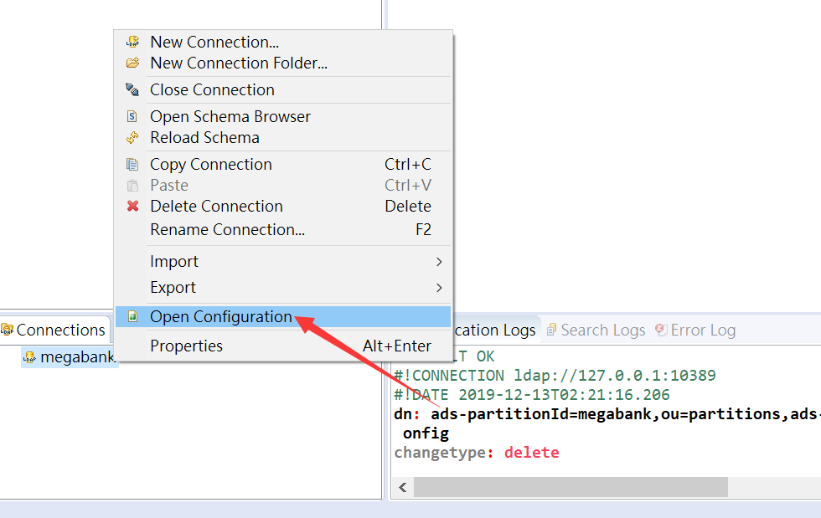 New Connection...
New Connection Folder...
Close Connection
Open Schema Browser
Reload Schema
Copy Connection Ctrl+C
Paste Ctrl+V
Delete Connection Delete
Rename Connection... F2
Import
Export
Open Configuration
Properties Alt+Enter
Connections
megabank
cation Logs Search Logs Error Log
LT OK
#!CONNECTION ldap://127.0.0.1:10389
#!DATE 2019-12-13T02:21:16.206
dn: ads-partitionId=megabank,ou=partitions,ads-
onfig
changetype: delete